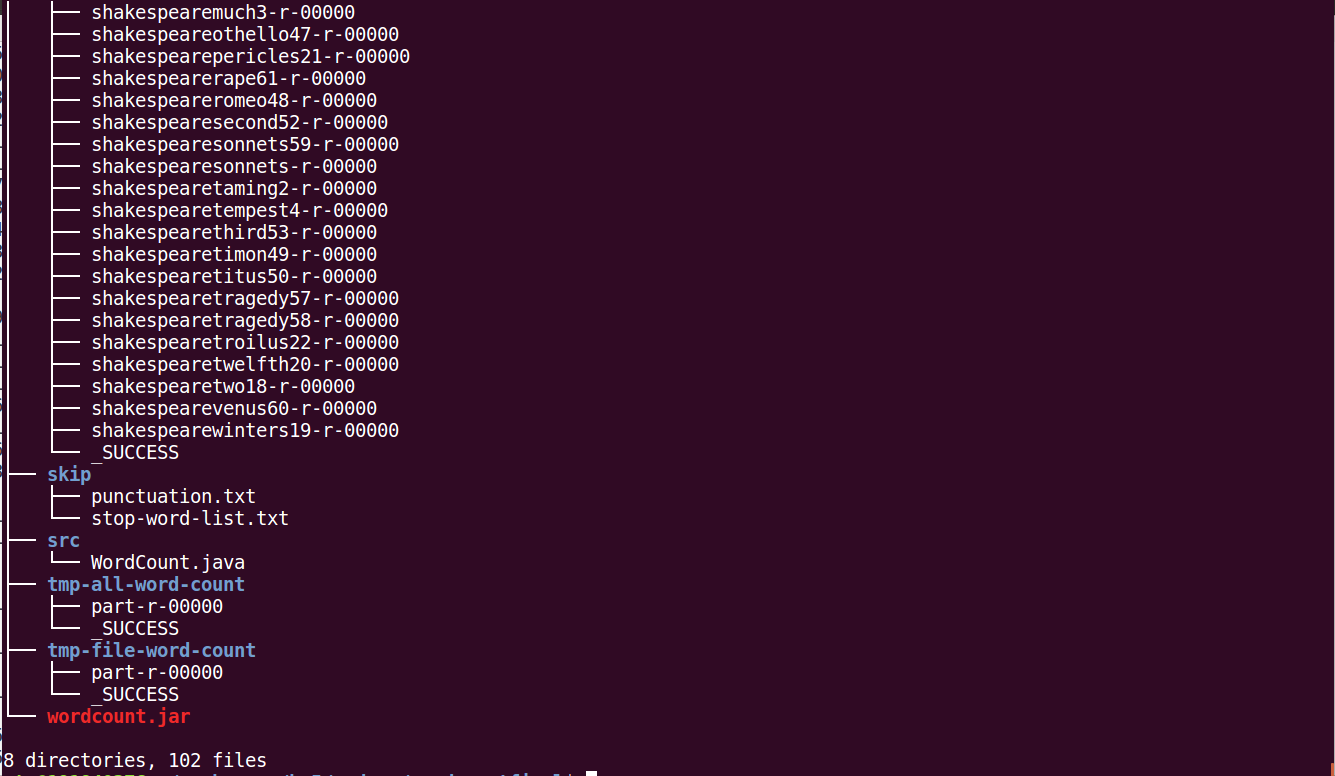 shakespearemuch3-r-00000
shakespeareothello47-r-00000
shakespearepericles21-r-00000
shakespearerape61-r-00000
shakespeareromeo48-r-00000
shakespearesecond52-r-00000
shakespearesonnets59-r-00000
shakespearesonnets-r-00000
shakespearetaming2-r-00000
shakespearetempest4-r-00000
shakespearethird53-r-00000
shakespearetimon49-r-00000
shakespearetitus50-r-00000
shakespearetragedy57-r-00000
shakespearetragedy58-r-00000
shakespearetroilus22-r-00000
shakespearetwelfth20-r-00000
shakespearetwo18-r-00000
shakespearevenus60-r-00000
shakespearewinters19-r-00000
_SUCCESS
skip
punctuation.txt
stop-word-list.txt
src
WordCount.java
tmp-all-word-count
part-r-00000
_SUCCESS
tmp-file-word-count
part-r-00000
_SUCCESS
wordcount.jar
8 directories, 102 files